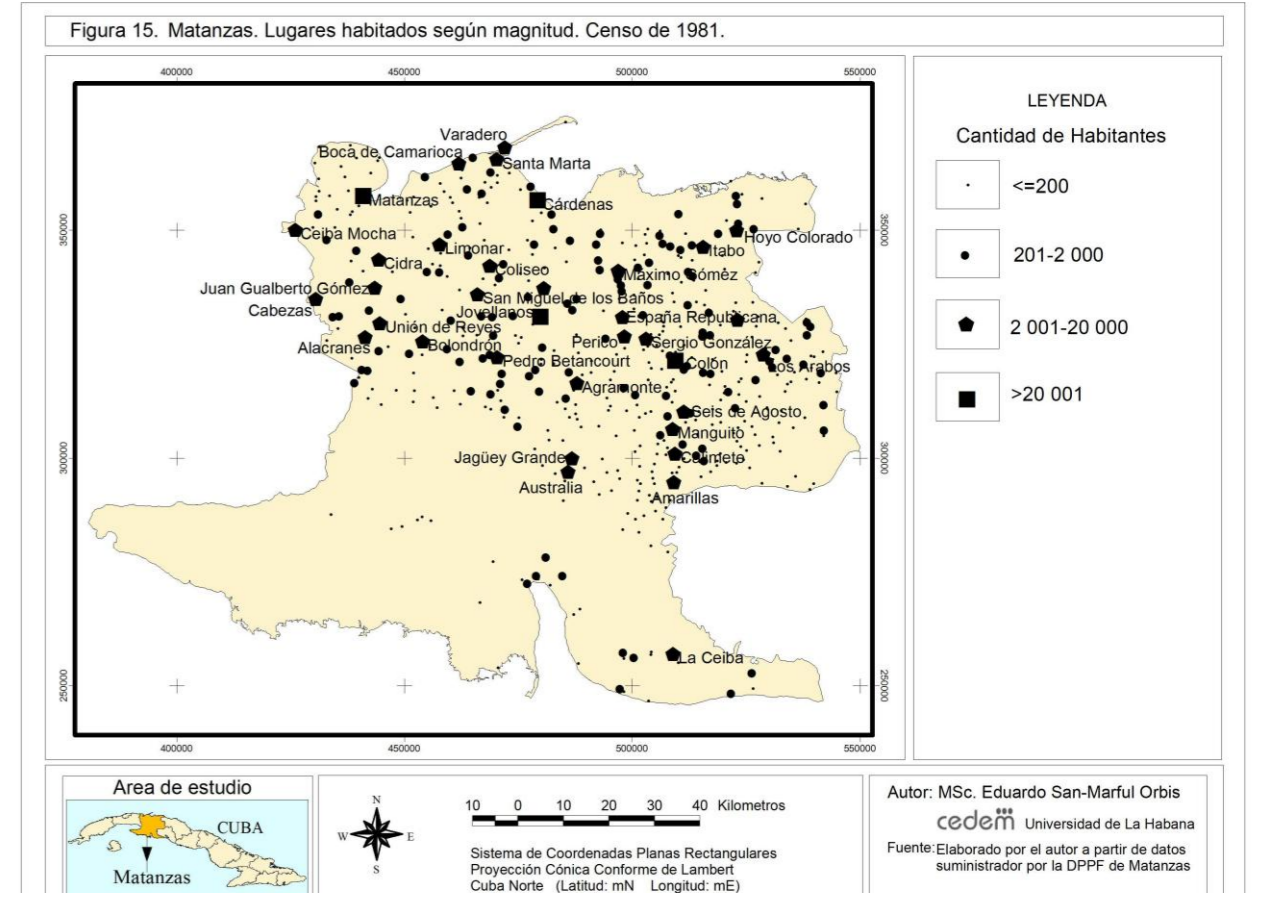 Figura 15. Matanzas. Lugares habitados según magnitud. Censo de 1981.
400000 450000 500000 550000
Varadero
Boca de Camarioca
Santa Marta
Matanzas
Cárdenas
350000
350000
Ceiba Mocha
Hoyo Colorado
Limonar
Itabo
Cidra
Coliseo
Máximo Gómez
Juan Gualberto Gómez
San Miguel de los Baños
Cabezas
Jovellanos
España Republicana
Unión de Reyes
Alacranes
Bolondrón
Perico
Sergio González
Pedro Betancourt
Colón
Los Arabos
Agramonte
Seis de Agosto
Manguito
300000
300000
Jagüey Grande
Calimete
Australia
Amarillas
La Ceiba
250000
250000
400000 450000 500000 550000
LEYENDA
Cantidad de Habitantes
<=200
201-2 000
2 001-20 000
>20 001
Area de estudio
CUBA
Matanzas
N
W E
S
10 0 10 20 30 40 Kilometros
Sistema de Coordenadas Planas Rectangulares
Proyección Cónica Conforme de Lambert
Cuba Norte (Latitud: mN Longitud: mE)
Autor: MSc. Eduardo San-Marful Orbis
cedem Universidad de La Habana
Fuente: Elaborado por el autor a partir de datos
suministrador por la DPPF de Matanzas